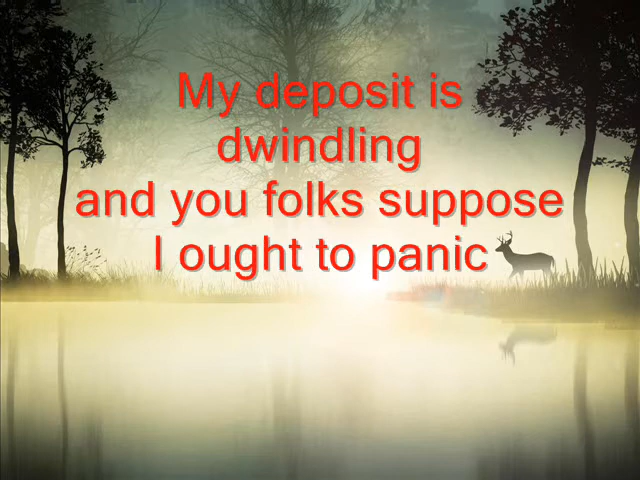 My deposit is
dwindling
and you folks suppose
I ought to panic